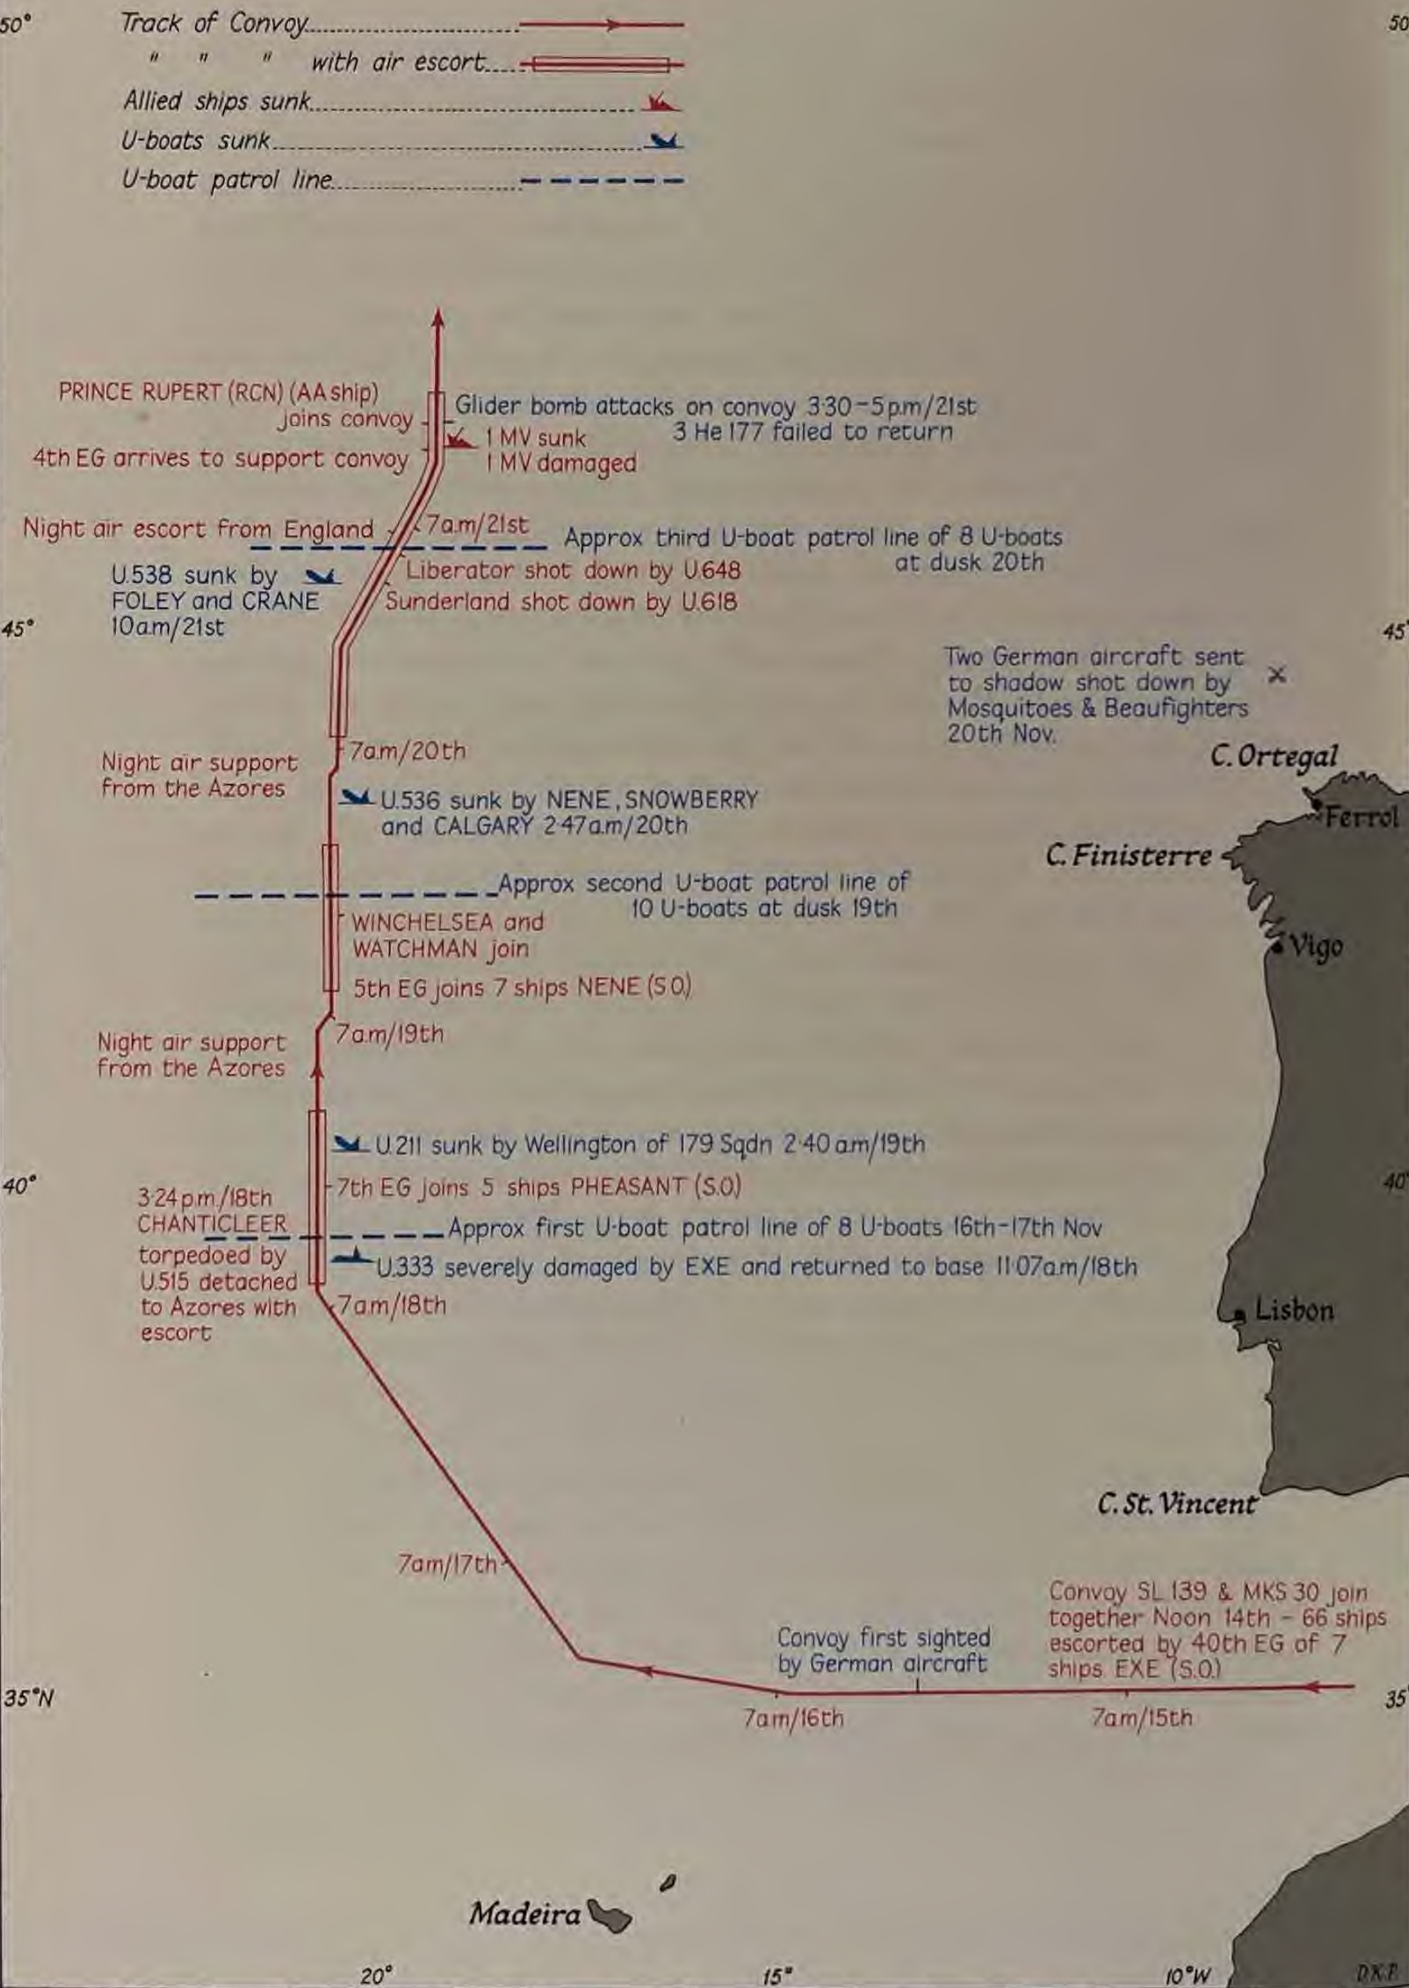 50°
50
Track of Convoy
" " " with air escort
Allied ships sunk
U-boats sunk
U-boat patrol line
PRINCE RUPERT (RCN) (AA ship)
joins convoy
Glider bomb attacks on convoy 3·30–5p.m/21st
3 He 177 failed to return
1 MV sunk
1 MV damaged
4th EG arrives to support convoy
Night air escort from England
7a.m/21st
Approx third U-boat patrol line of 8 U-boats
at dusk 20th
U.538 sunk by
FOLEY and CRANE
10a.m/21st
Liberator shot down by U.648
Sunderland shot down by U.618
45°
45°
Two German aircraft sent
to shadow shot down by
Mosquitoes & Beaufighters
20th Nov.
7a.m/20th
Night air support
from the Azores
C. Ortegal
Ferrol
U.536 sunk by NENE, SNOWBERRY
and CALGARY 2·47a.m/20th
C. Finisterre
Approx second U-boat patrol line of
10 U-boats at dusk 19th
WINCHELSEA and
WATCHMAN join
Vigo
5th EG joins 7 ships NENE (S.O.)
7a.m/19th
Night air support
from the Azores
U.211 sunk by Wellington of 179 Sqdn 2·40 a.m/19th
40°
40°
7th EG joins 5 ships PHEASANT (S.O.)
3·24p.m./18th
CHANTICLEER
torpedoed by
U.515 detached
to Azores with
escort
Approx first U-boat patrol line of 8 U-boats 16th–17th Nov
U.333 severely damaged by EXE and returned to base 11·07a.m/18th
7a.m/18th
Lisbon
C. St. Vincent
7am/17th
Convoy SL 139 & MKS 30 join
together Noon 14th – 66 ships
escorted by 40th EG of 7
ships. EXE (S.O.)
Convoy first sighted
by German aircraft
35°N
35°
7a.m/16th
7a.m/15th
Madeira
20°
15°
10°W
D.K.P.